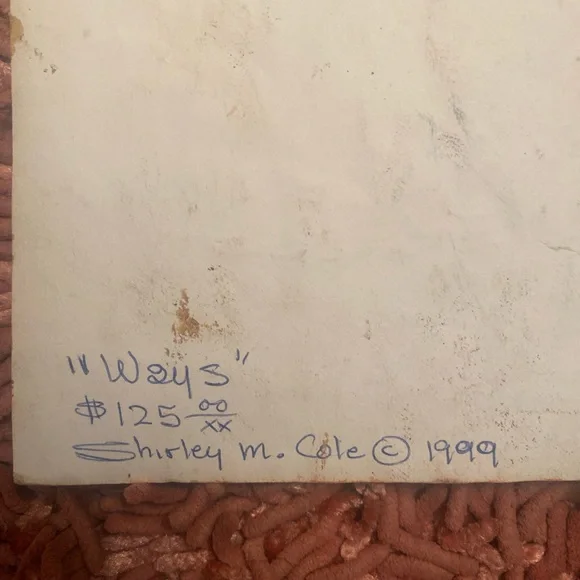 "Ways"
$125 00/xx
Shirley M. Cole © 1999